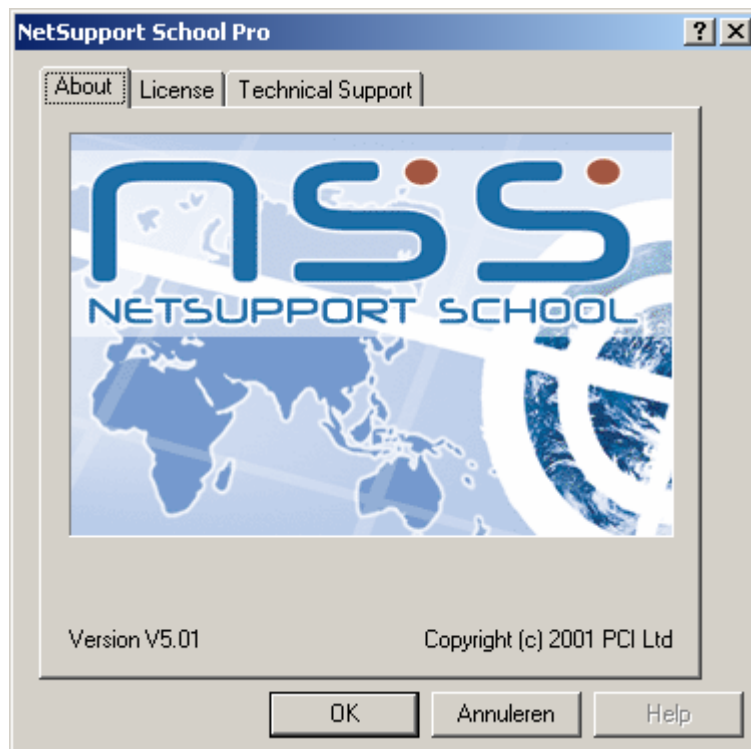 NetSupport School Pro
About License Technical Support
NSS
NETSUPPORT SCHOOL
Version V5.01 Copyright (c) 2001 PCI Ltd
OK Annuleren Help